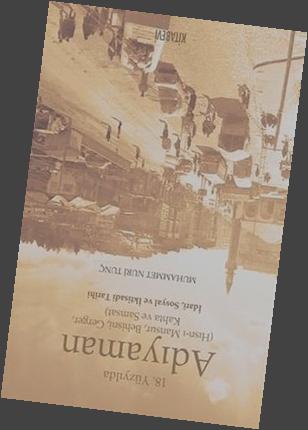 18. Yüzyılda
Adıyaman
(Hısn-ı Mansur, Behisni, Gerger,
Kahta ve Samsat)
İdari, Sosyal ve İktisadi Tarihi
MUHAMMET NURİ TUNÇ
KİTABEVİ